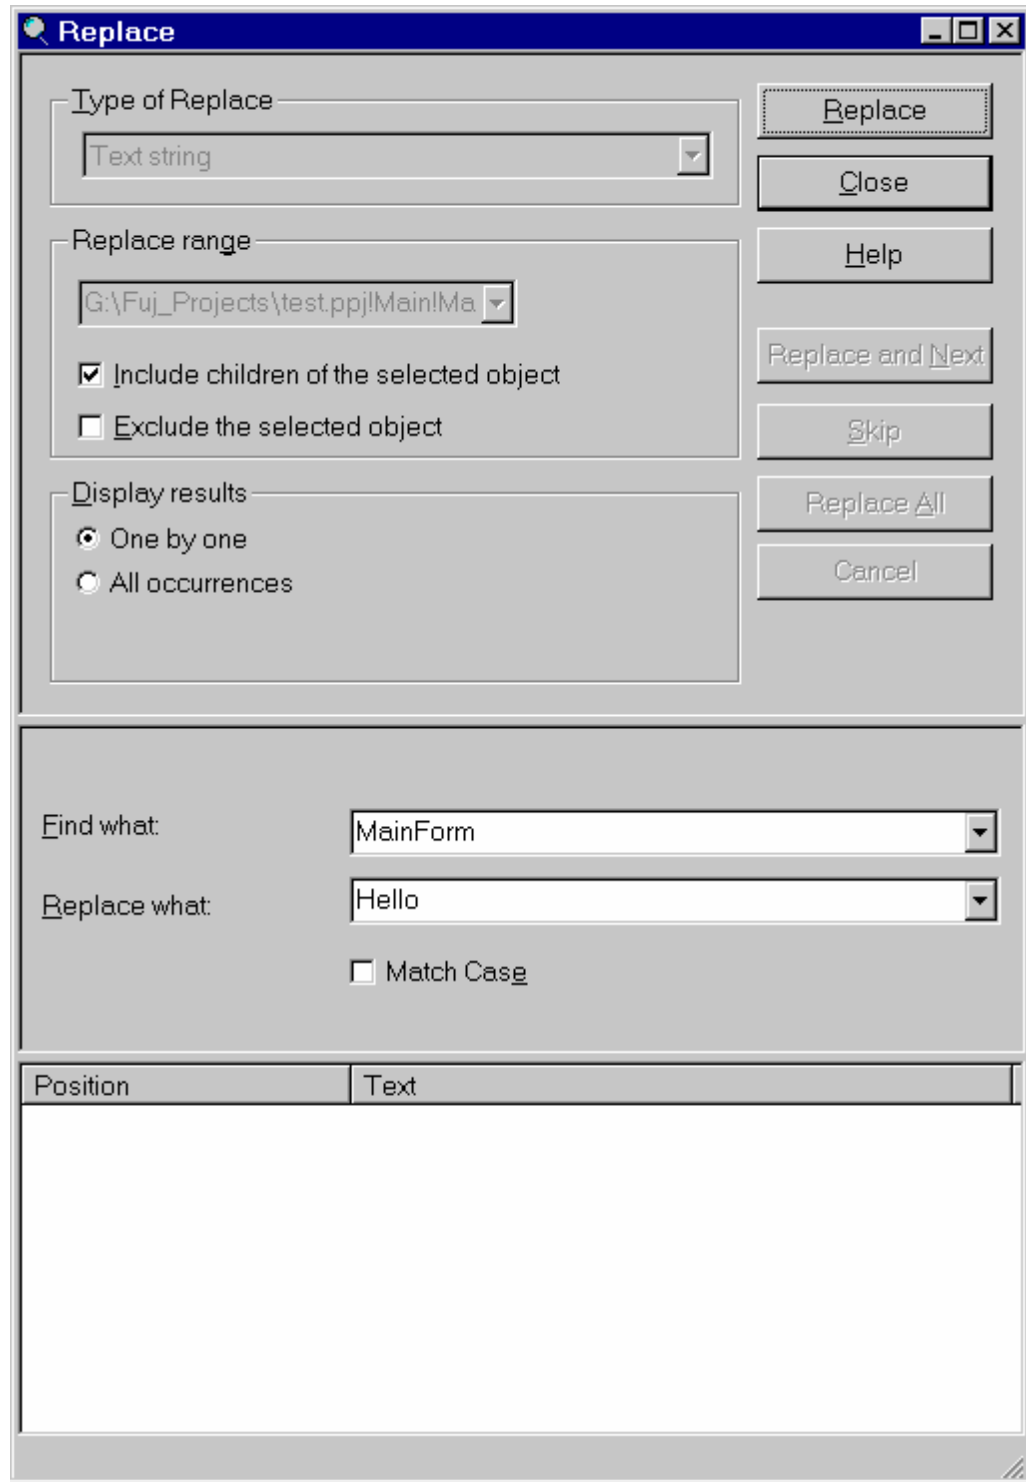 Replace
Type of Replace
Text string
Replace
Close
Replace range
G:\Fuj_Projects\test.ppj!Main!Ma
Help
Include children of the selected object
Exclude the selected object
Replace and Next
Skip
Display results
One by one
All occurrences
Replace All
Cancel
Find what:
MainForm
Replace what:
Hello
Match Case
Position
Text